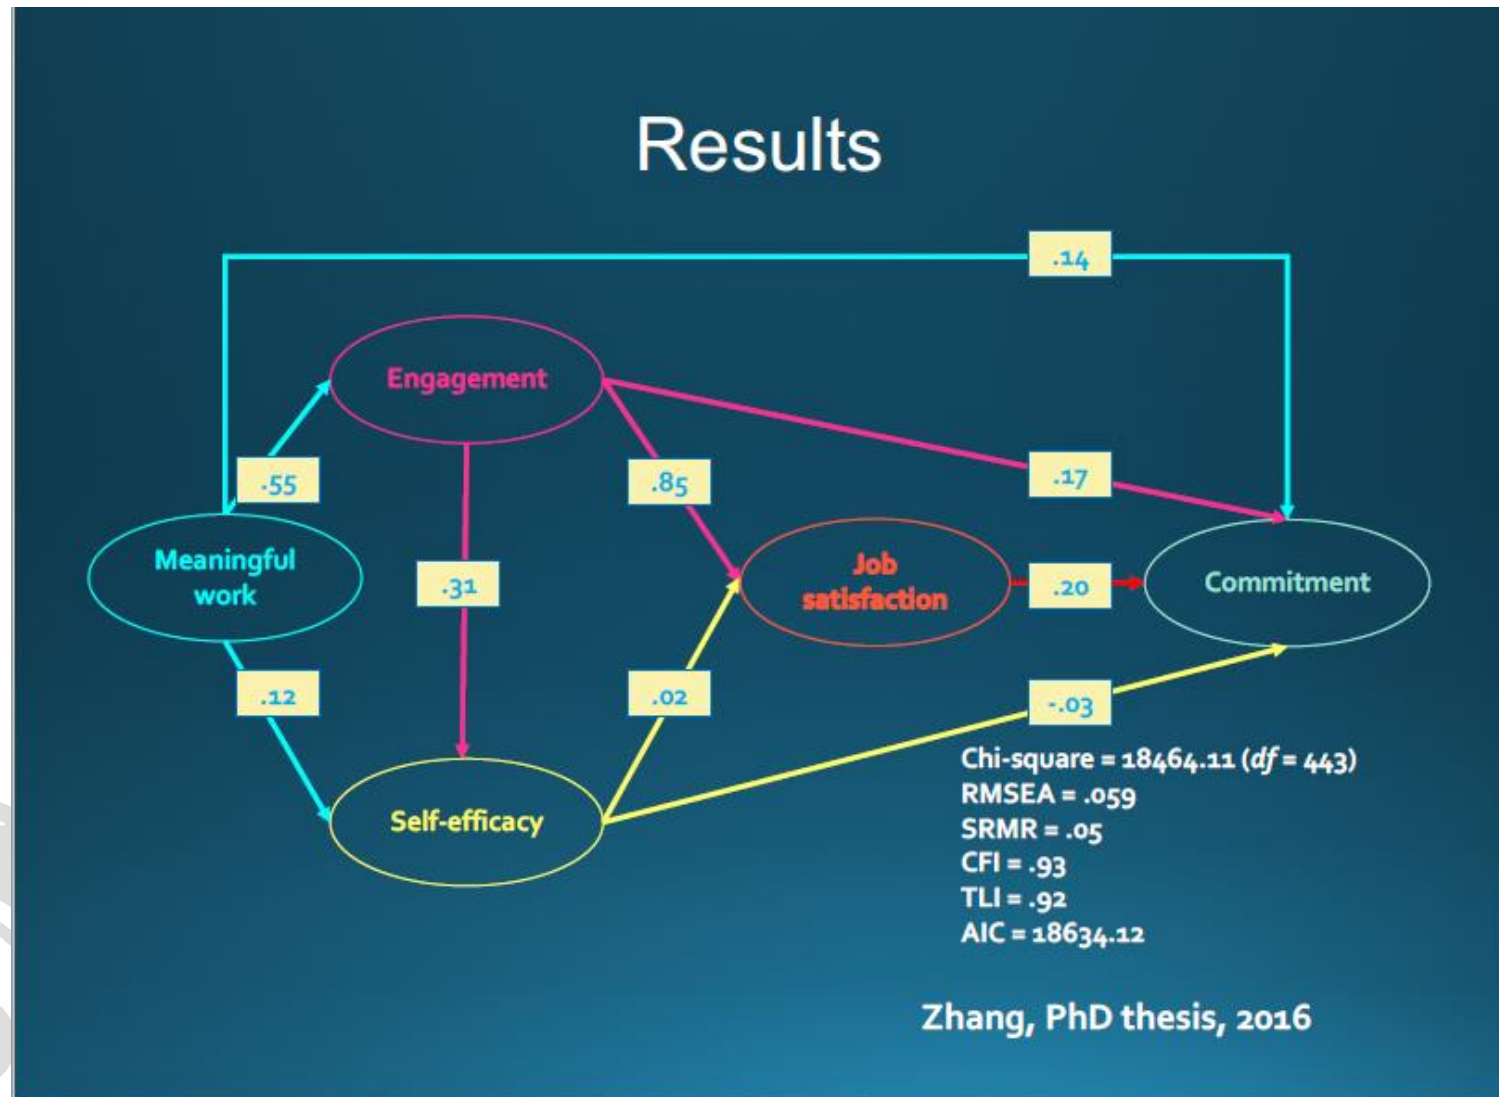 Results
.14
Engagement
.55
.85
.17
Meaningful
work
.31
Job
satisfaction
.20
Commitment
.12
.02
-.03
Self-efficacy
Chi-square = 18464.11 (df = 443)
RMSEA = .059
SRMR = .05
CFI = .93
TLI = .92
AIC = 18634.12
Zhang, PhD thesis, 2016